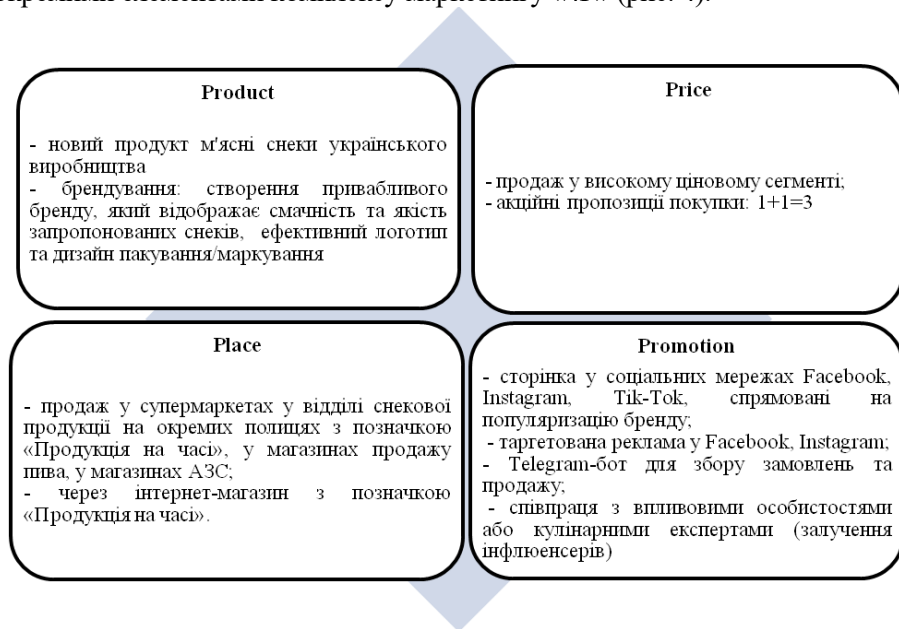 Product
- новий продукт м'ясні снеки українського
виробництва
- брендування: створення привабливого
бренду, який відображає смачність та якість
запропонованих снеків, ефективний логотип
та дизайн пакування/маркування
Price
- продаж у високому ціновому сегменті;
- акційні пропозиції покупки: 1+1=3
Place
- продаж у супермаркетах у відділі снекової
продукції на окремих полицях з позначкою
«Продукція на часі», у магазинах продажу
пива, у магазинах АЗС;
- через інтернет-магазин з позначкою
«Продукція на часі».
Promotion
- сторінка у соціальних мережах Facebook,
Instagram, Tik-Tok, спрямовані на
популяризацію бренду;
- таргетована реклама у Facebook, Instagram;
- Telegram-бот для збору замовлень та
продажу;
- співпраця з впливовими особистостями
або кулінарними експертами (залучення
інфлюенсерів)